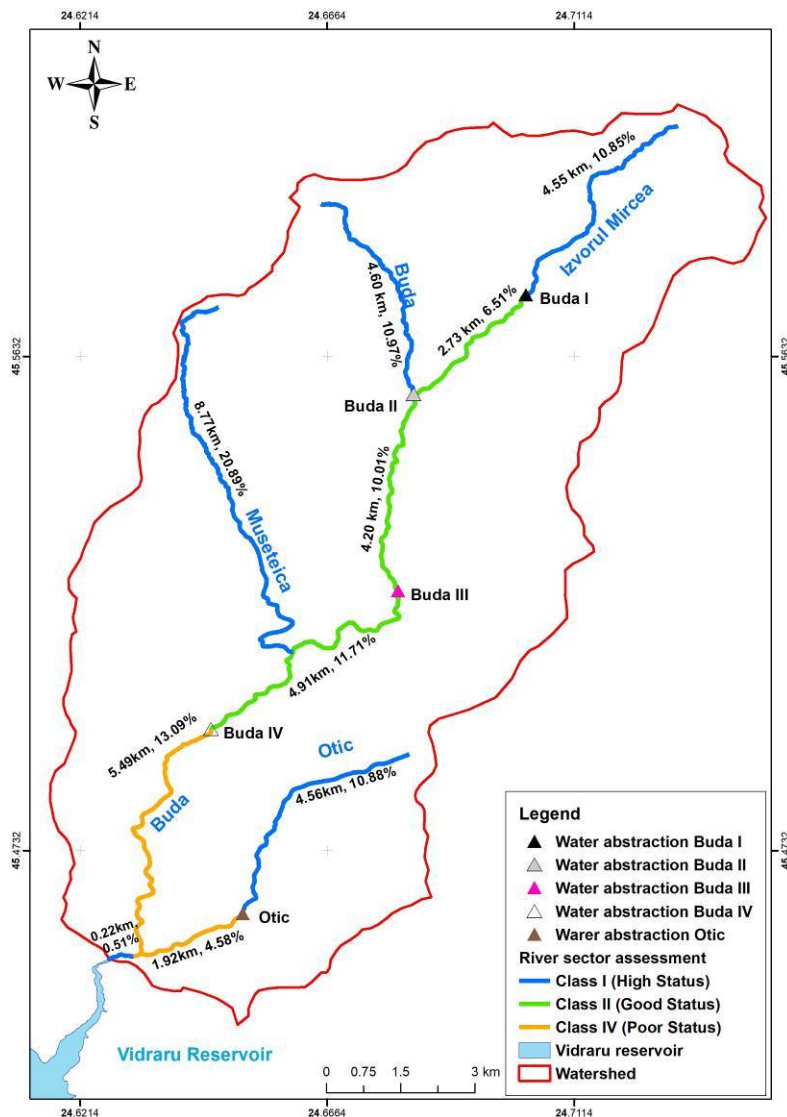 24.6214
24.6664
24.7114
N
W
E
S
4.55 km, 10.85%
Izvorul Mircea
Buda
4.60 km, 10.97%
Buda I
2.73 km, 6.51%
45.5632
45.5632
Buda II
8.77km, 20.89%
4.20 km, 10.01%
Museteica
Buda III
4.91km, 11.71%
Buda IV
5.49km, 13.09%
Otic
4.56km, 10.88%
Buda
45.4732
45.4732
Otic
0.22km,
0.51%
1.92km, 4.58%
Vidraru Reservoir
0
0.75
1.5
3 km
Legend
Water abstraction Buda I
Water abstraction Buda II
Water abstraction Buda III
Water abstraction Buda IV
Warer abstraction Otic
River sector assessment
Class I (High Status)
Class II (Good Status)
Class IV (Poor Status)
Vidraru reservoir
Watershed
24.6214
24.6664
24.7114